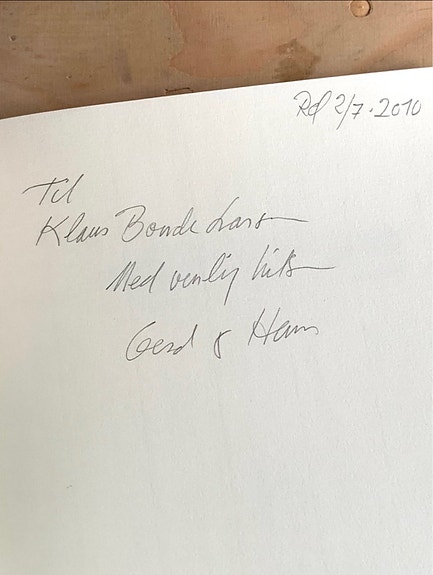 Rd 2/7-2010
Til
Klaus Bonde Larsen
Med venlig hilsen
Gerd & Hans